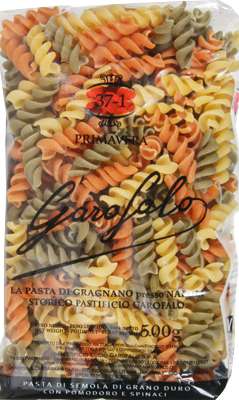 37-1
PRIMAVERA
Garofalo
LA PASTA DI GRAGNANO presso
STORICO PASTIFICIO GAROFALO
500g
PASTA DI SEMOLA DI GRANO DURO
CON POMODORO E SPINACI